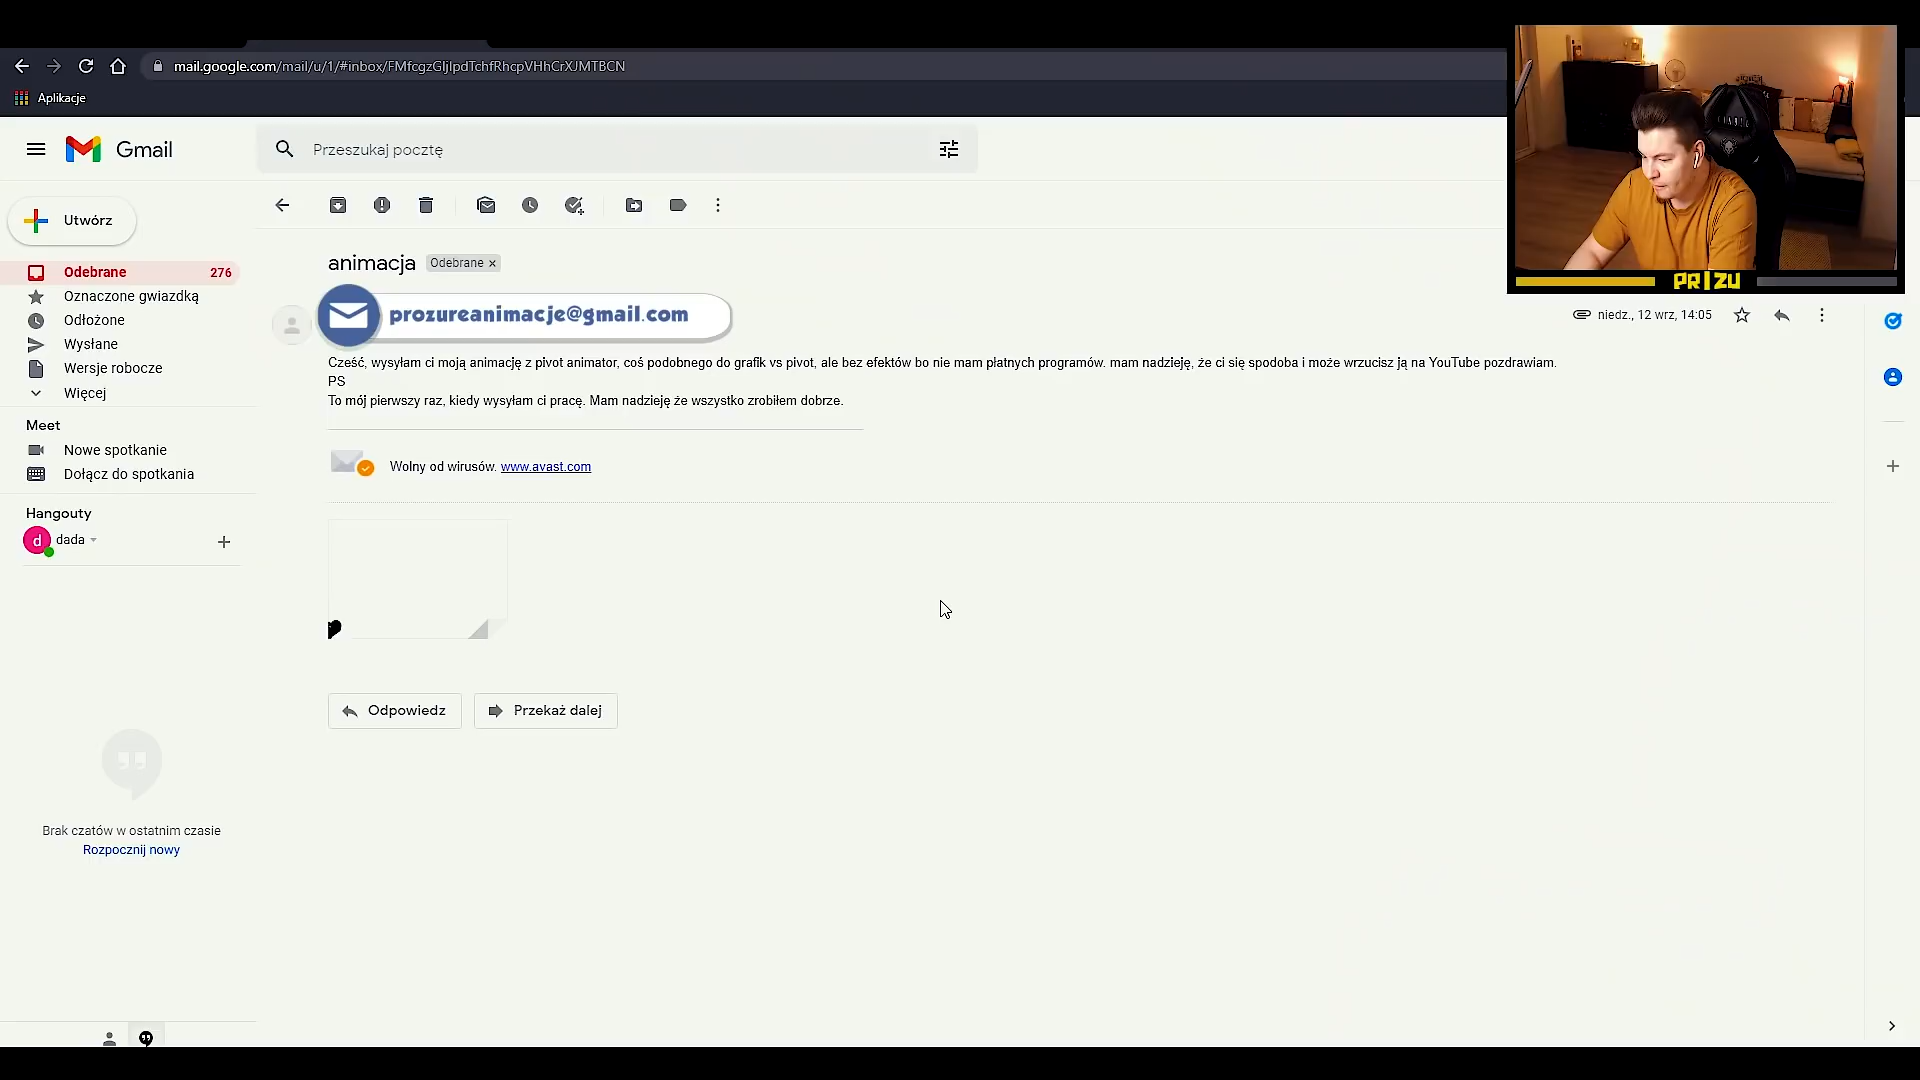 mail.google.com/mail/u/1/#inbox/FMfcgzGljlpdTchfRhcpVHhCrXJMTBCN
Aplikacje
Gmail
Przeszukaj pocztę
Utwórz
Odebrane 276
Oznaczone gwiazdką
Odłożone
Wysłane
Wersje robocze
Więcej
Meet
Nowe spotkanie
Dołącz do spotkania
Hangouty
d dada
Brak czatów w ostatnim czasie
Rozpocznij nowy
animacja Odebrane x
prozureanimacje@gmail.com
niedz., 12 wrz, 14:05
Cześć, wysyłam ci moją animację z pivot animator, coś podobnego do grafik vs pivot, ale bez efektów bo nie mam płatnych programów. mam nadzieję, że ci się spodoba i może wrzucisz ją na YouTube pozdrawiam.
PS
To mój pierwszy raz, kiedy wysyłam ci pracę. Mam nadzieję że wszystko zrobiłem dobrze.
Wolny od wirusów. www.avast.com
Odpowiedz
Przekaż dalej
PRIZU